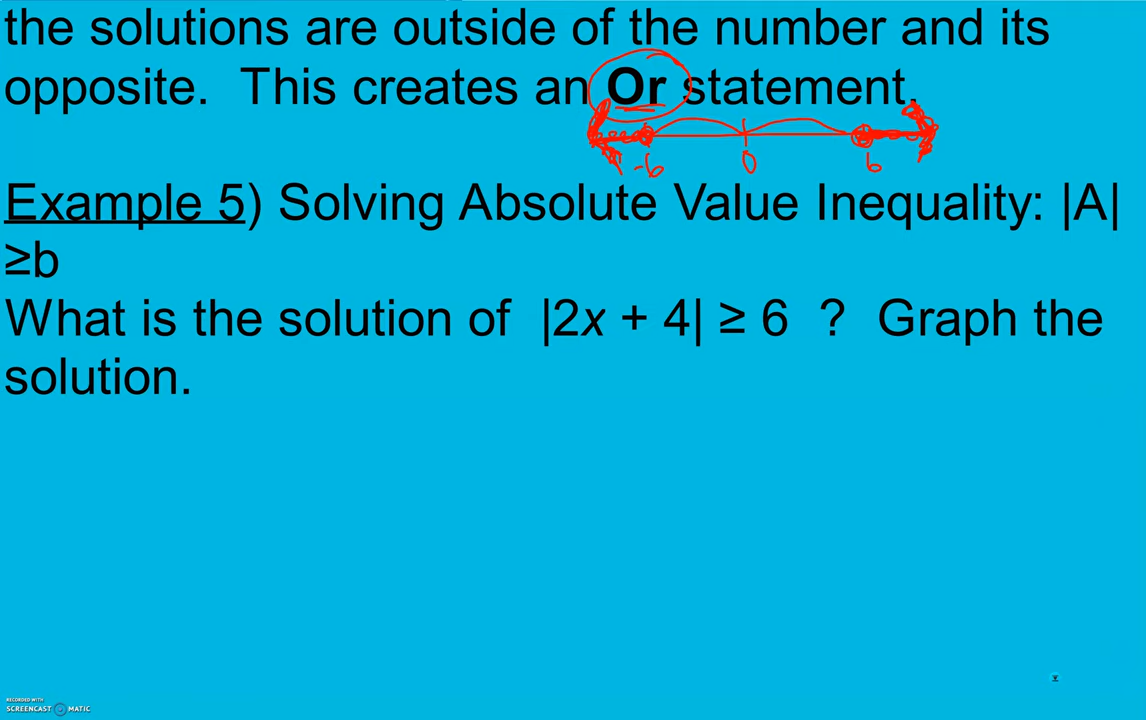 the solutions are outside of the number and its
opposite.  This creates an Or statement.
-6 0 6
Example 5) Solving Absolute Value Inequality: |A|
≥b
What is the solution of  |2x + 4| ≥ 6  ?  Graph the
solution.
RECORDED WITH
SCREENCAST MATIC